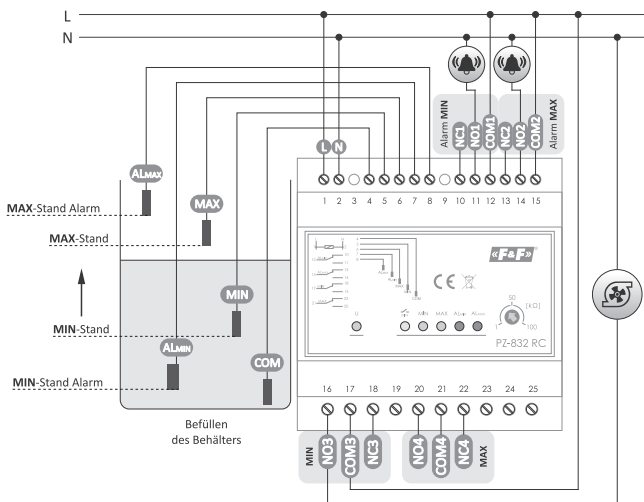 L
N
Alarm MIN
NC1
NO1
COM1
NC2
NO2
COM2
Alarm MAX
L
N
1 2 3 4 5 6 7 8 9 10 11 12 13 14 15
ALMAX
MAX-Stand Alarm
MAX
MAX-Stand
MIN
MIN-Stand
ALMIN
MIN-Stand Alarm
COM
Befüllen
des Behälters
«F&F»®
CE
U
MIN MAX
50
[kΩ]
1 100
PZ-832 RC
16 17 18 19 20 21 22 23 24 25
MIN
NO3
COM3
NC3
NO4
COM4
NC4
MAX